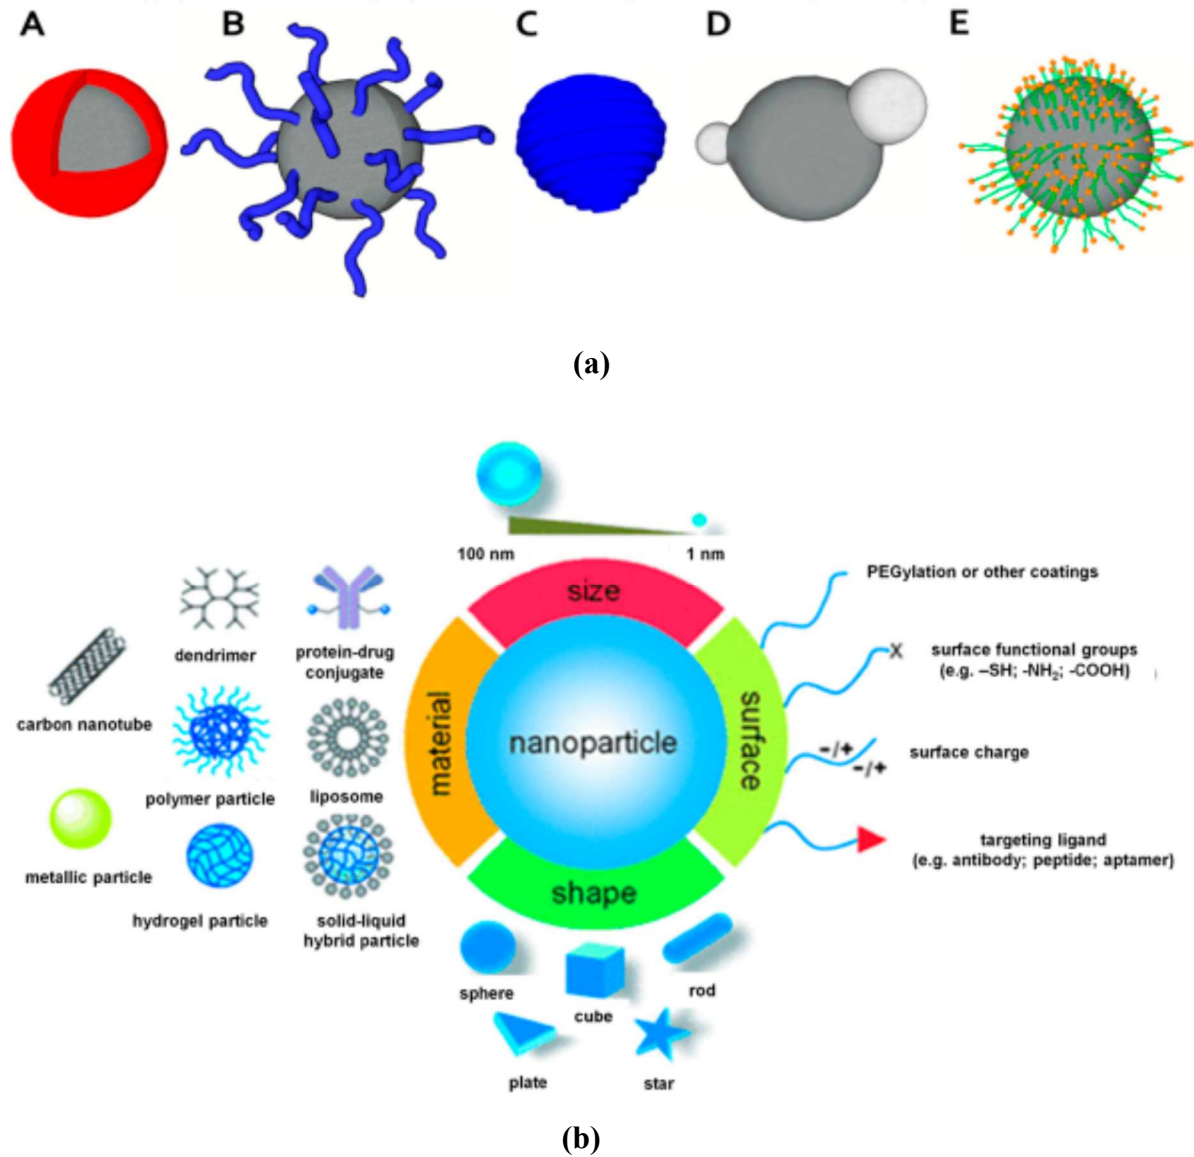 A B C D E
(a)
100 nm 1 nm
size
PEGylation or other coatings
surface functional groups
(e.g. –SH; -NH₂; -COOH)
X
surface
-/+
-/+
surface charge
targeting ligand
(e.g. antibody; peptide; aptamer)
nanoparticle
material
dendrimer
protein-drug
conjugate
carbon nanotube
polymer particle
liposome
metallic particle
hydrogel particle
solid-liquid
hybrid particle
shape
sphere
cube
rod
plate
star
(b)